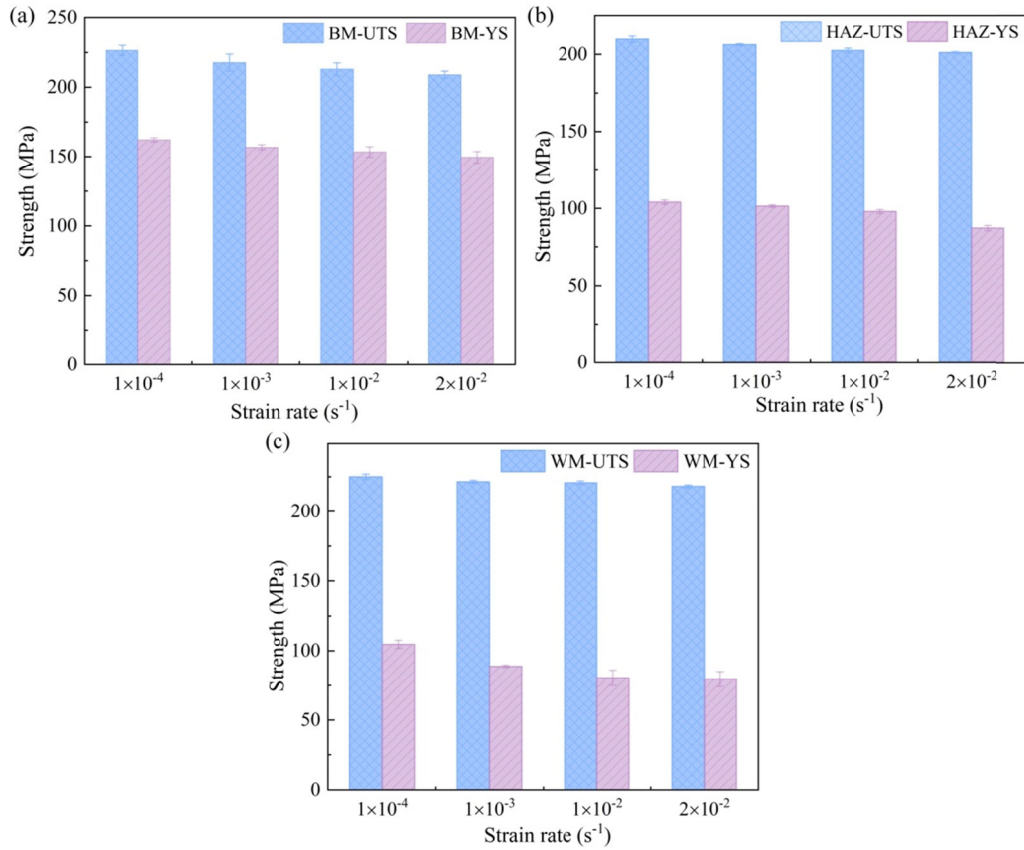 (a)
BM-UTS BM-YS
250
200
150
100
50
0
Strength (MPa)
1×10⁻⁴ 1×10⁻³ 1×10⁻² 2×10⁻²
Strain rate (s⁻¹)
(b)
HAZ-UTS HAZ-YS
200
150
100
50
0
Strength (MPa)
1×10⁻⁴ 1×10⁻³ 1×10⁻² 2×10⁻²
Strain rate (s⁻¹)
(c)
WM-UTS WM-YS
200
150
100
50
0
Strength (MPa)
1×10⁻⁴ 1×10⁻³ 1×10⁻² 2×10⁻²
Strain rate (s⁻¹)